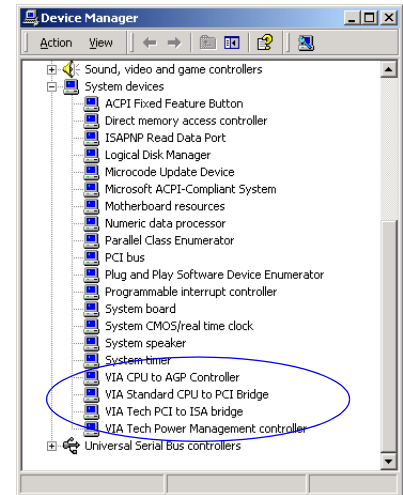 Device Manager
Action View
Sound, video and game controllers
System devices
ACPI Fixed Feature Button
Direct memory access controller
ISAPNP Read Data Port
Logical Disk Manager
Microcode Update Device
Microsoft ACPI-Compliant System
Motherboard resources
Numeric data processor
Parallel Class Enumerator
PCI bus
Plug and Play Software Device Enumerator
Programmable interrupt controller
System board
System CMOS/real time clock
System speaker
System timer
VIA CPU to AGP Controller
VIA Standard CPU to PCI Bridge
VIA Tech PCI to ISA bridge
VIA Tech Power Management controller
Universal Serial Bus controllers